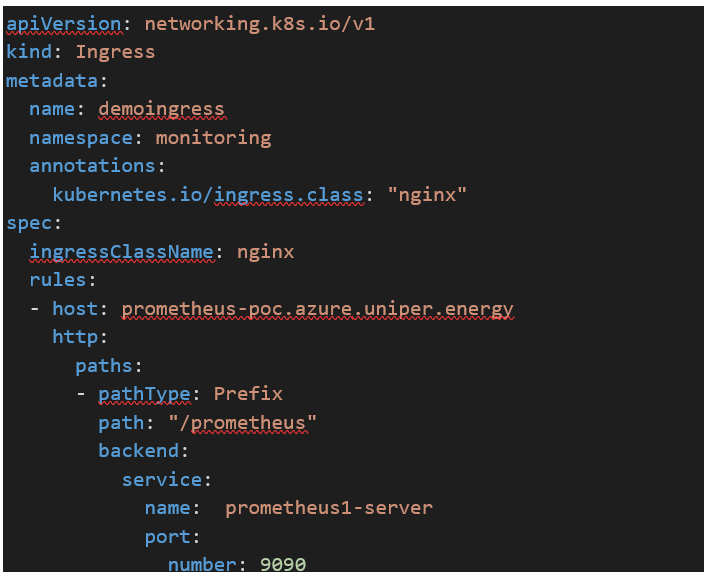 apiVersion: networking.k8s.io/v1
kind: Ingress
metadata:
  name: demoingress
  namespace: monitoring
  annotations:
    kubernetes.io/ingress.class: "nginx"
spec:
  ingressClassName: nginx
  rules:
  - host: prometheus-poc.azure.uniper.energy
    http:
      paths:
      - pathType: Prefix
        path: "/prometheus"
        backend:
          service:
            name:  prometheus1-server
            port:
              number: 9090